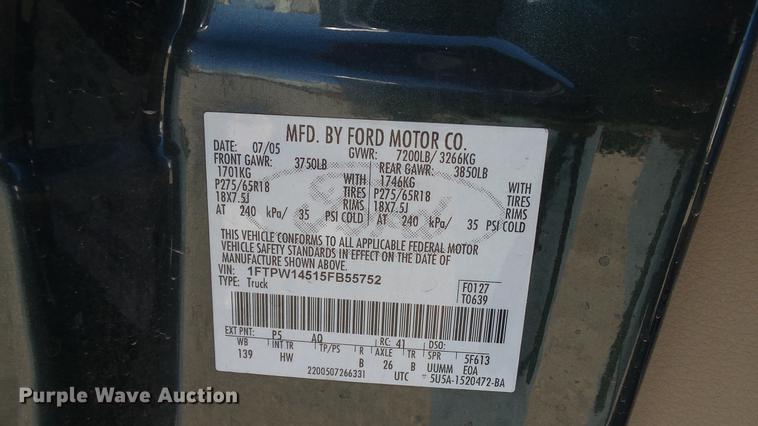 MFD. BY FORD MOTOR CO.
DATE: 07/05 GVWR: 7200LB/ 3266KG
FRONT GAWR: 3750LB REAR GAWR: 3850LB
1701KG WITH 1746KG WITH
P275/65R18 TIRES P275/65R18 TIRES
18X7.5J RIMS 18X7.5J RIMS
AT 240 kPa/ 35 PSI COLD AT 240 kPa/ 35 PSI COLD
THIS VEHICLE CONFORMS TO ALL APPLICABLE FEDERAL MOTOR
VEHICLE SAFETY STANDARDS IN EFFECT ON THE DATE OF
MANUFACTURE SHOWN ABOVE.
VIN: 1FTPW14515FB55752 F0127
TYPE: Truck T0639
EXT PNT: P5 AQ RC: 41 DSO:
WB INT TR TP/PS R AXLE TR SPR 5F613
139 HW B 26 B UUMM E0A
2200507266331 UTC 5U5A-1520472-BA
Purple Wave Auction